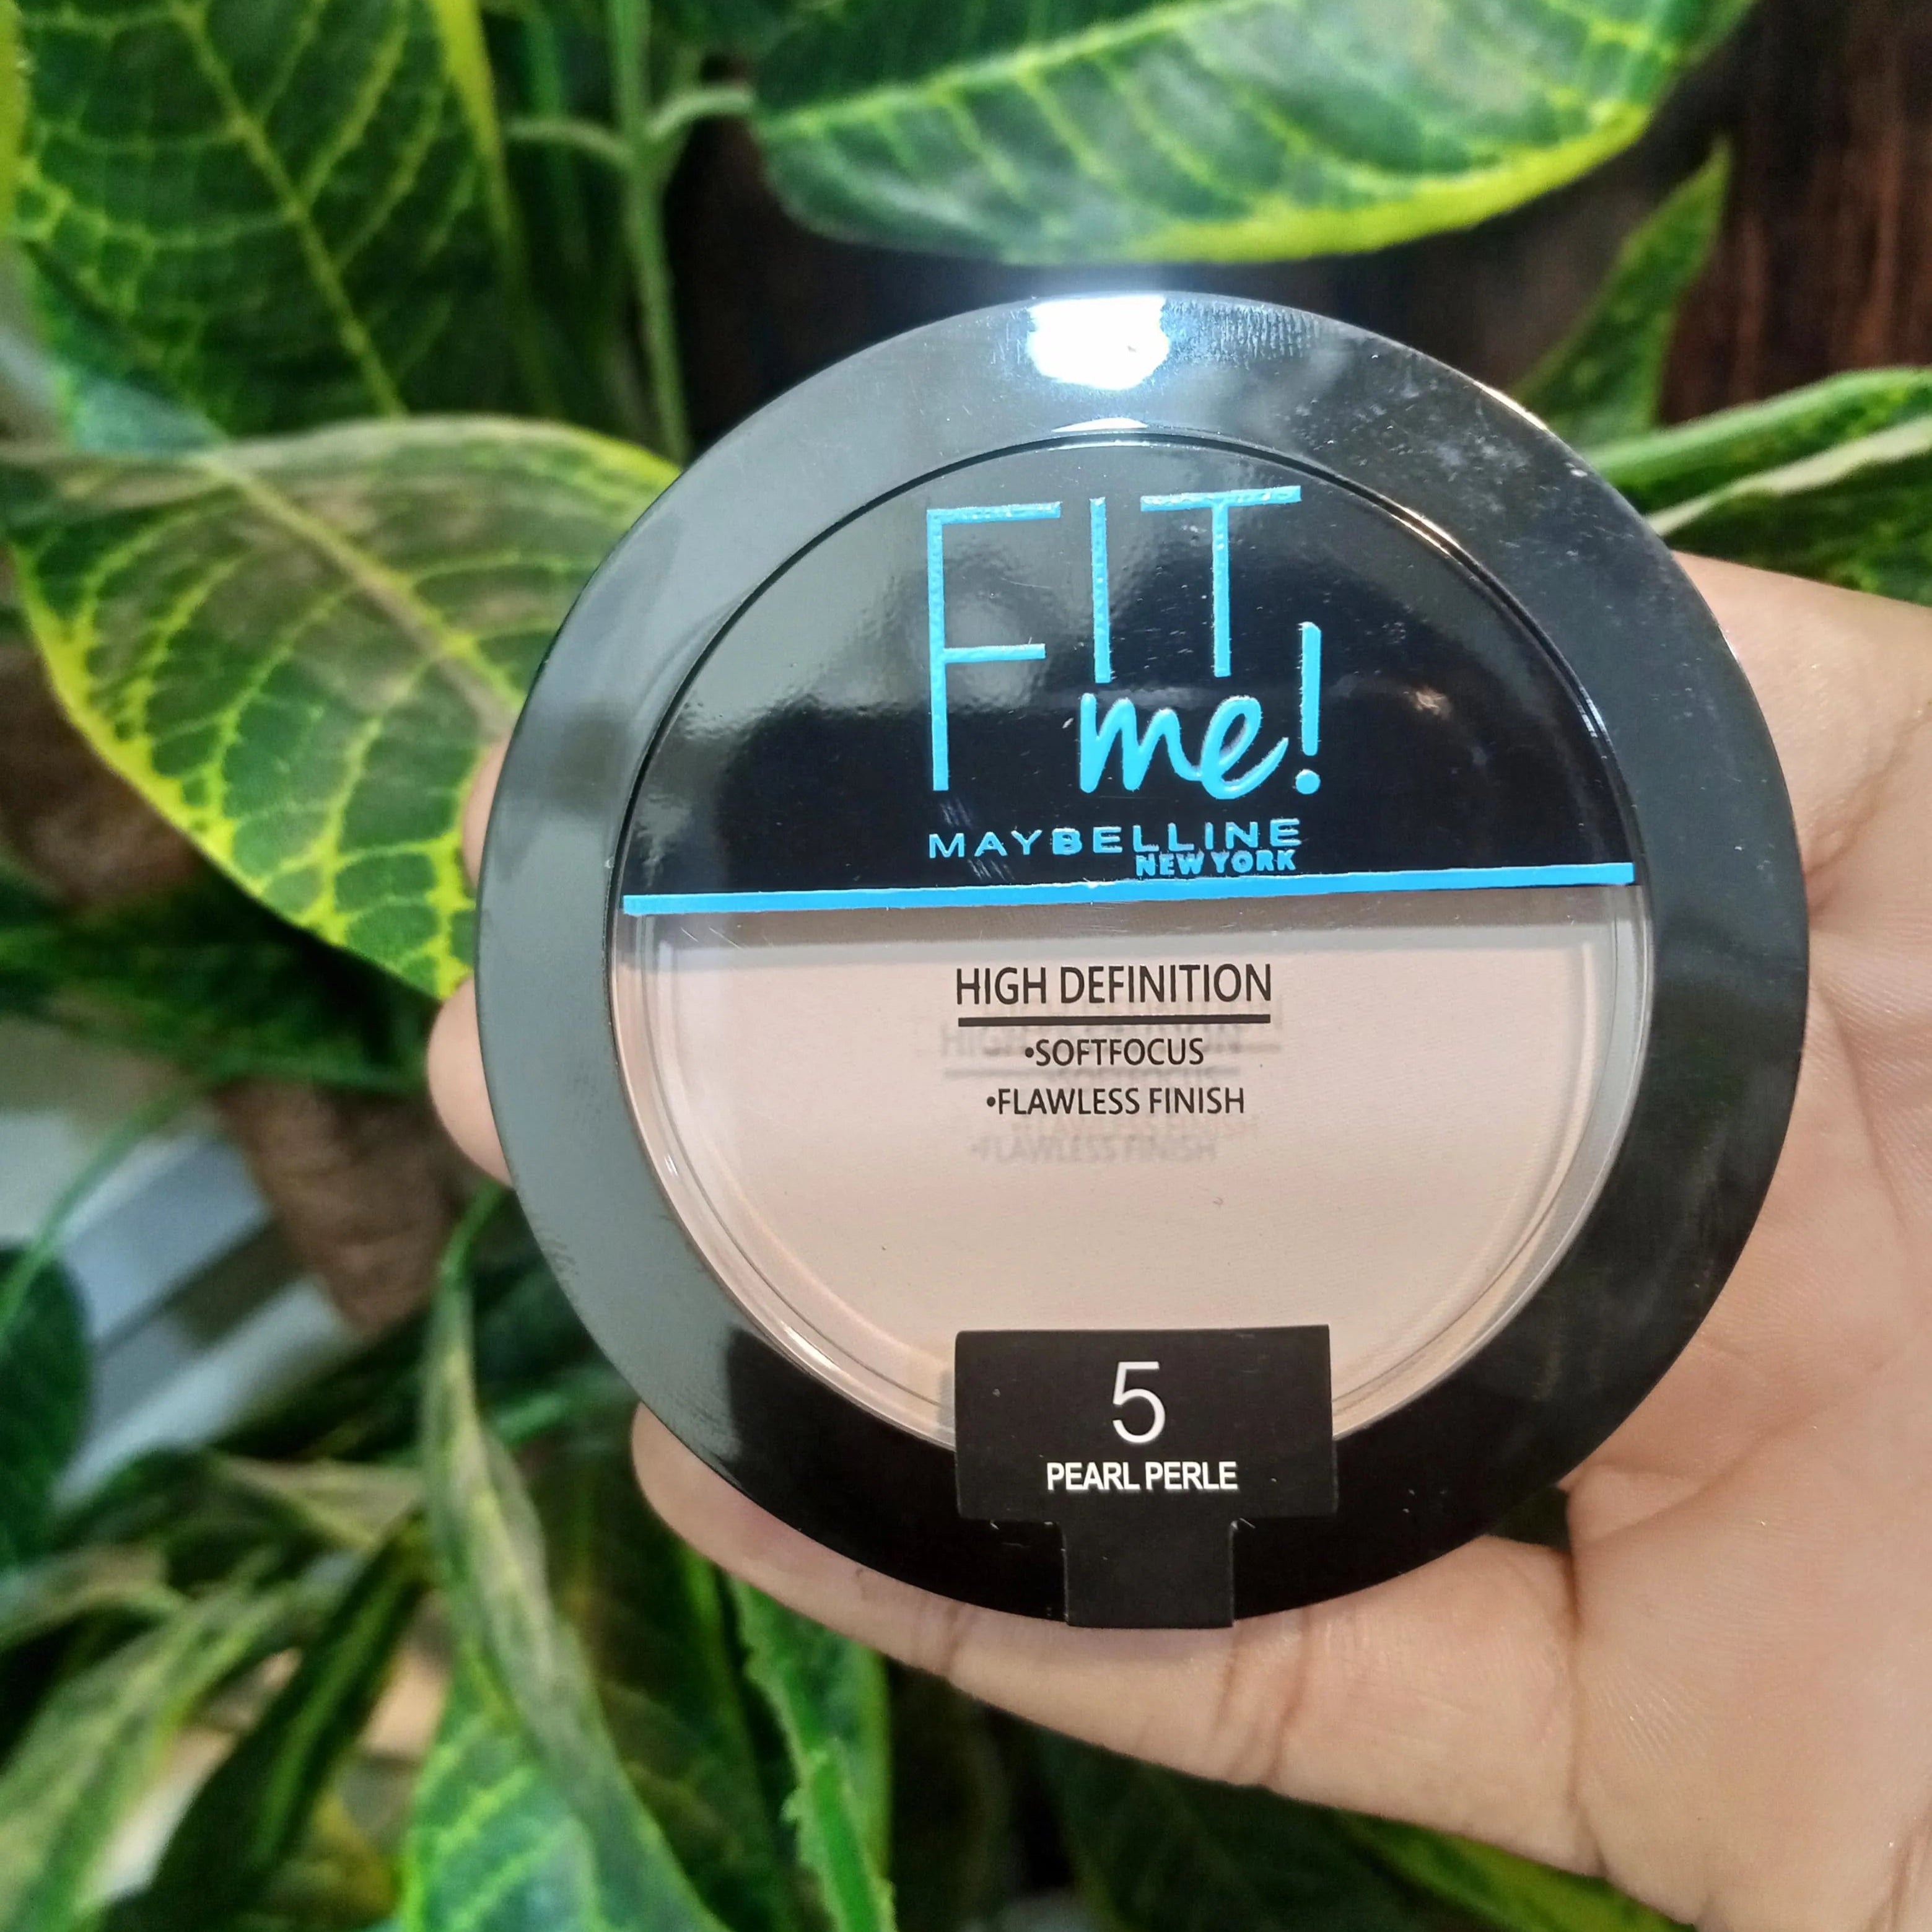 FIT
me!
MAYBELLINE
NEW YORK
HIGH DEFINITION
•SOFTFOCUS
•FLAWLESS FINISH
5
PEARL PERLE